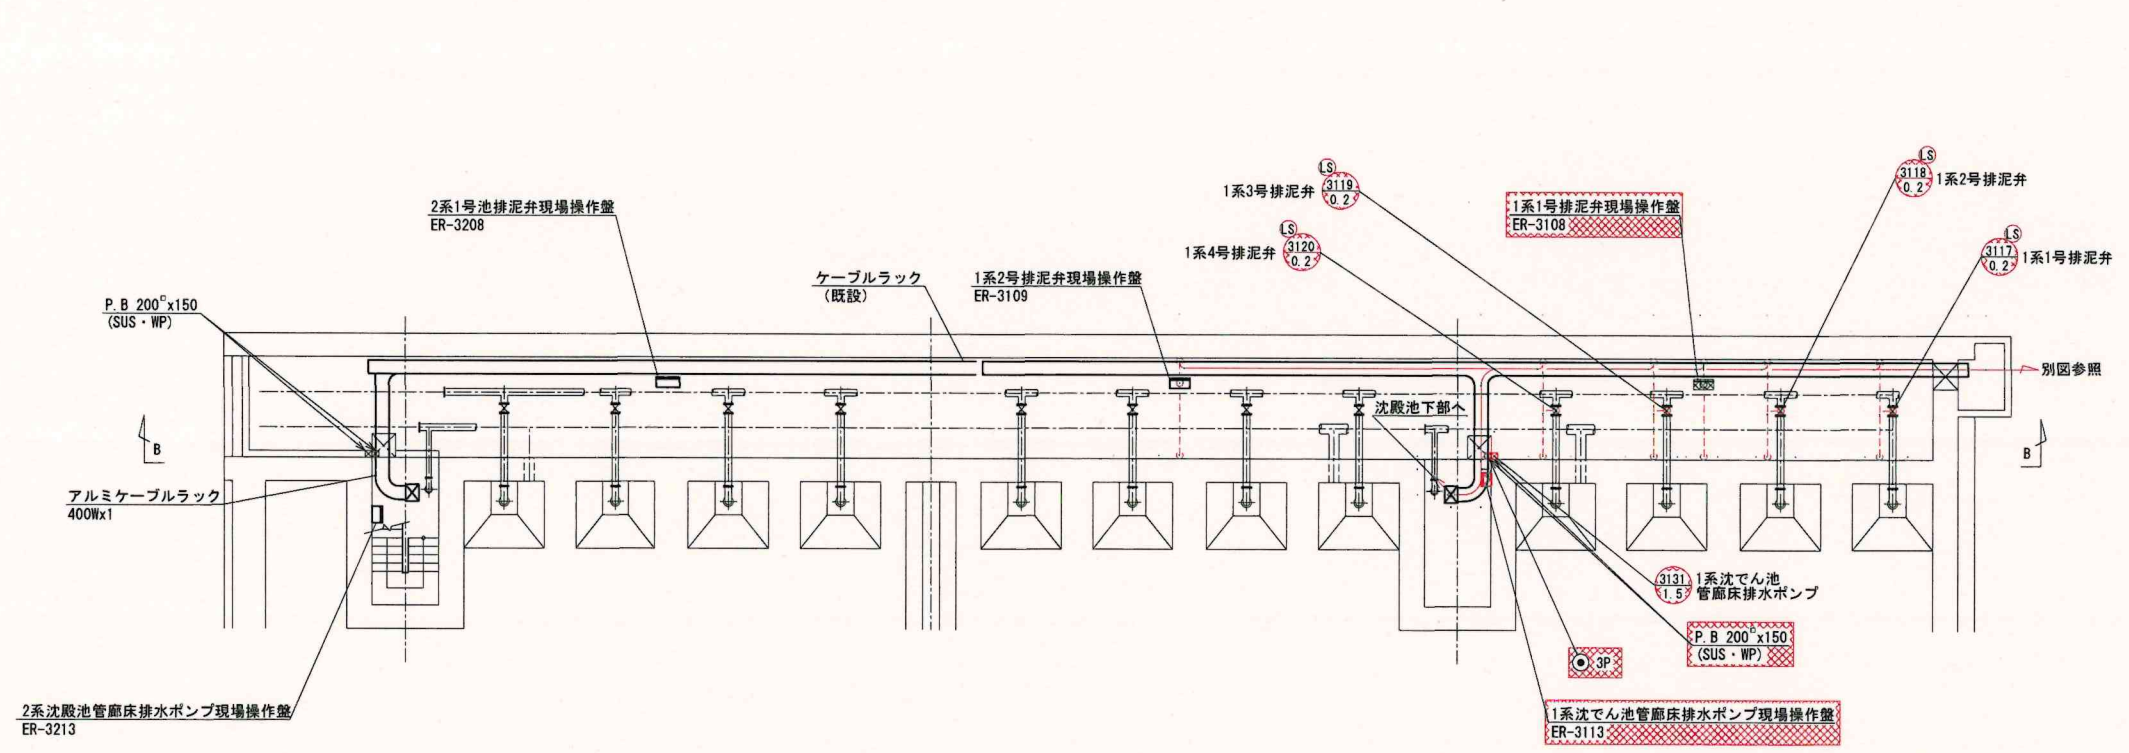 LS
3119
0.2
1系3号排泥弁
LS
3118
0.2
1系2号排泥弁
2系1号池排泥弁現場操作盤
ER-3208
1系1号排泥弁現場操作盤
ER-3108
LS
3120
0.2
1系4号排泥弁
LS
3117
0.2
1系1号排泥弁
ケーブルラック
(既設)
1系2号排泥弁現場操作盤
ER-3109
P.B 200□x150
(SUS・WP)
別図参照
沈殿池下部へ
B
B
アルミケーブルラック
400Wx1
3131
1.5
1系沈でん池
管廊床排水ポンプ
P.B 200□x150
(SUS・WP)
3P
2系沈殿池管廊床排水ポンプ現場操作盤
ER-3213
1系沈でん池管廊床排水ポンプ現場操作盤
ER-3113